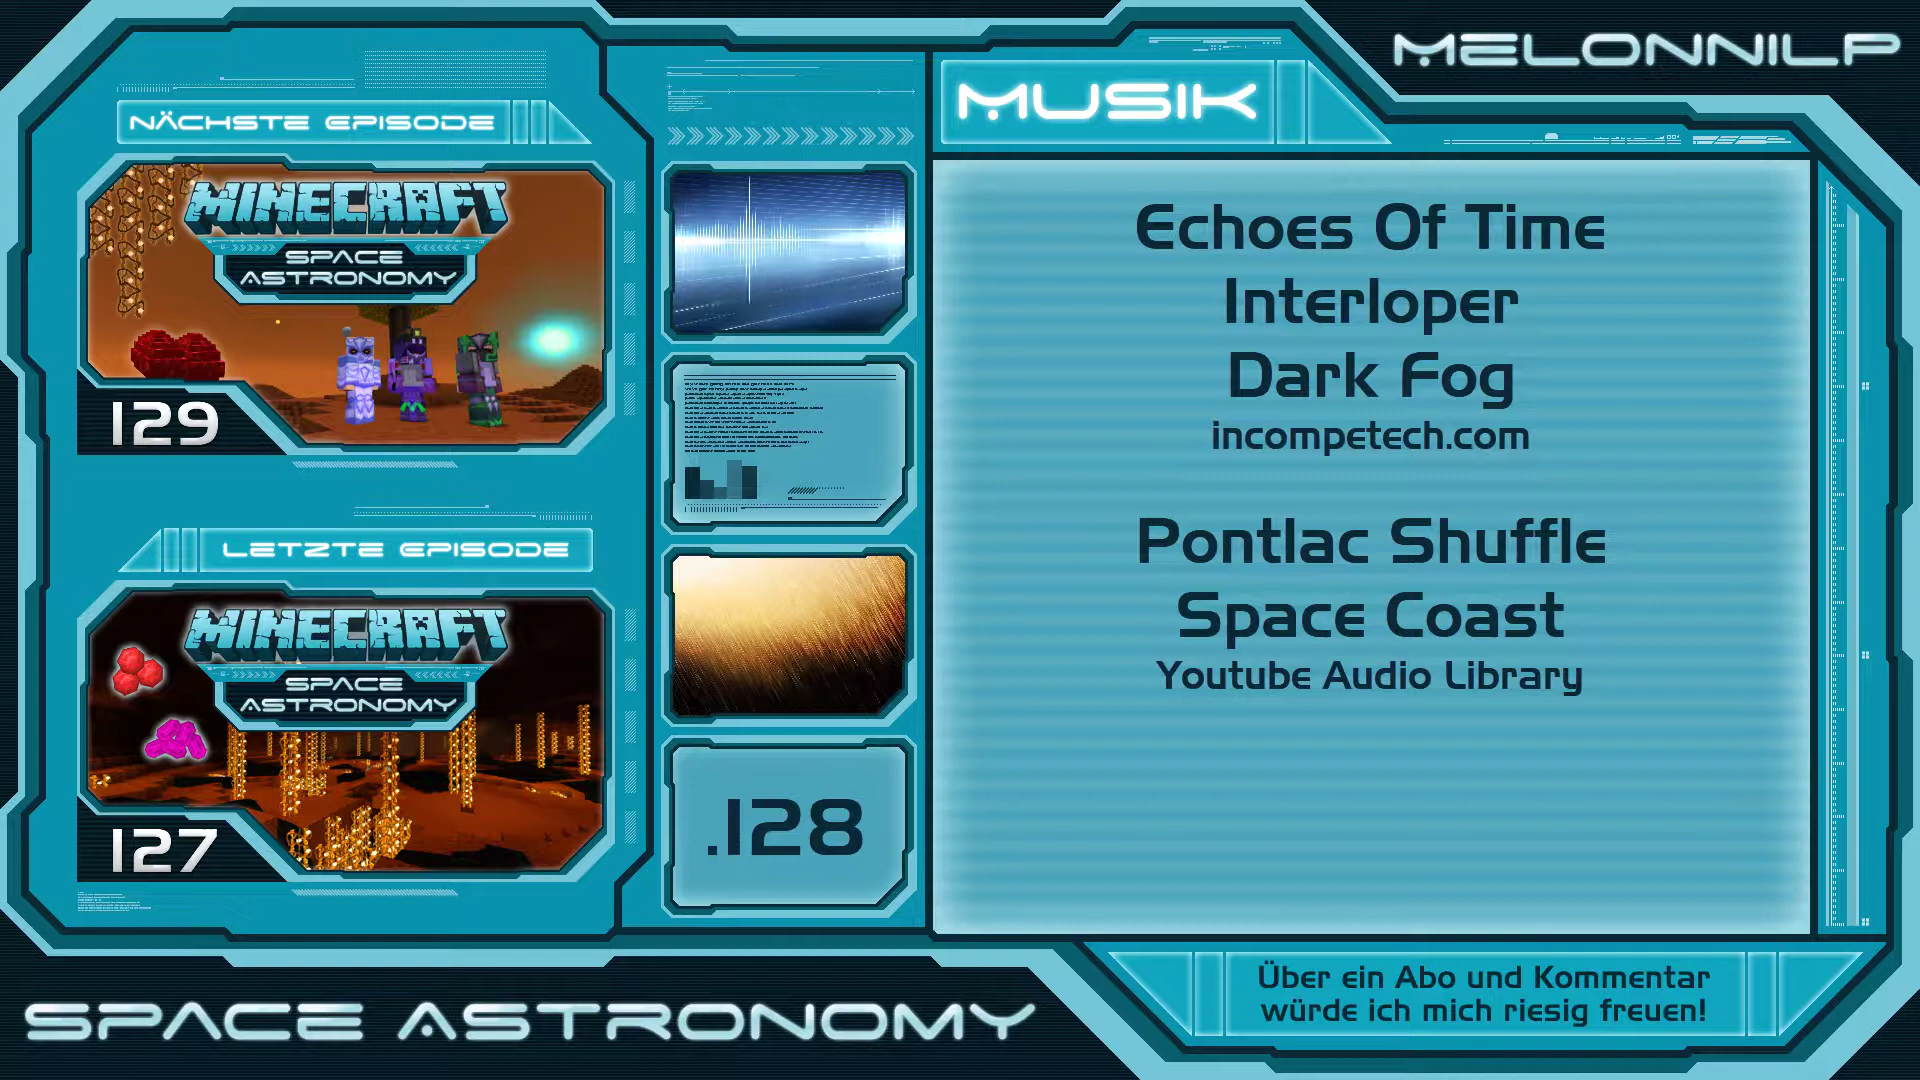 MELONNILP
NÄCHSTE EPISODE
MINECRAFT
SPACE
ASTRONOMY
129
LETZTE EPISODE
MINECRAFT
SPACE
ASTRONOMY
127
.128
MUSIK
Echoes Of Time
Interloper
Dark Fog
incompetech.com
PontIac Shuffle
Space Coast
Youtube Audio Library
SPACE ASTRONOMY
Über ein Abo und Kommentar
würde ich mich riesig freuen!